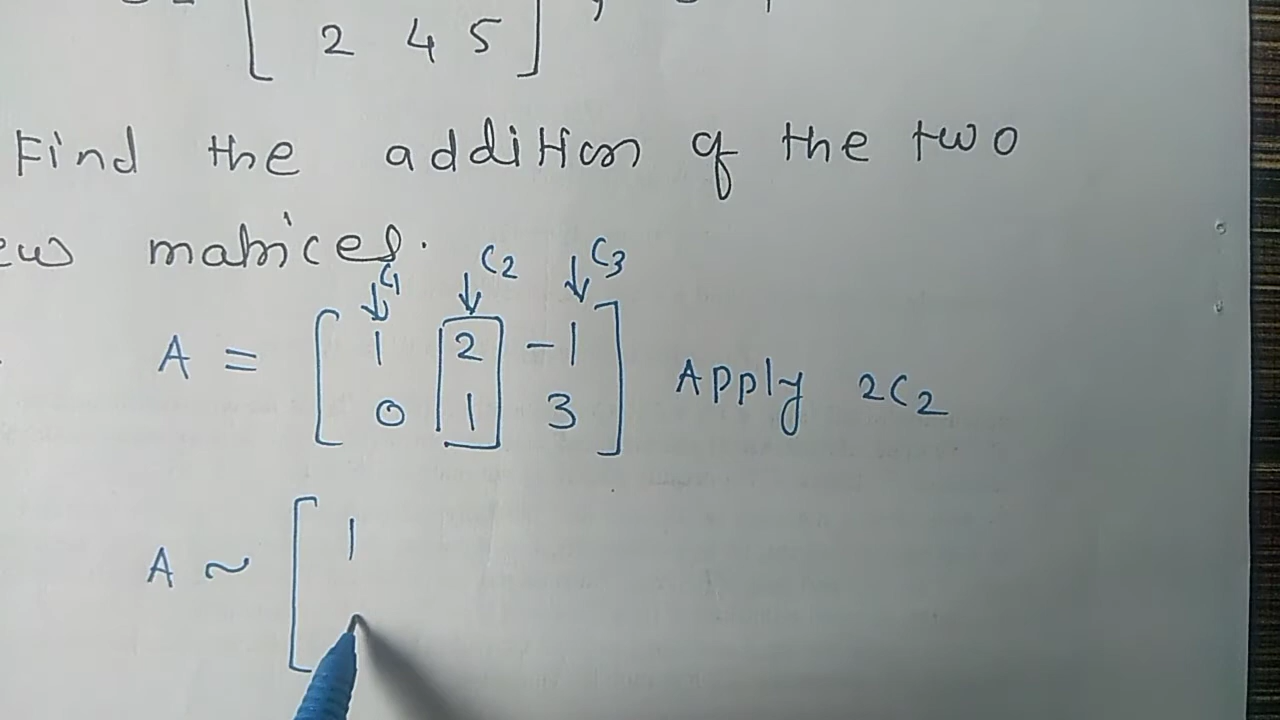 2 4 5 ,
Find the addition of the two
ew matrices.
C1 C2 C3
A = [ 1 2 -1
0 1 3 ] Apply 2C2
A ~ [ 1